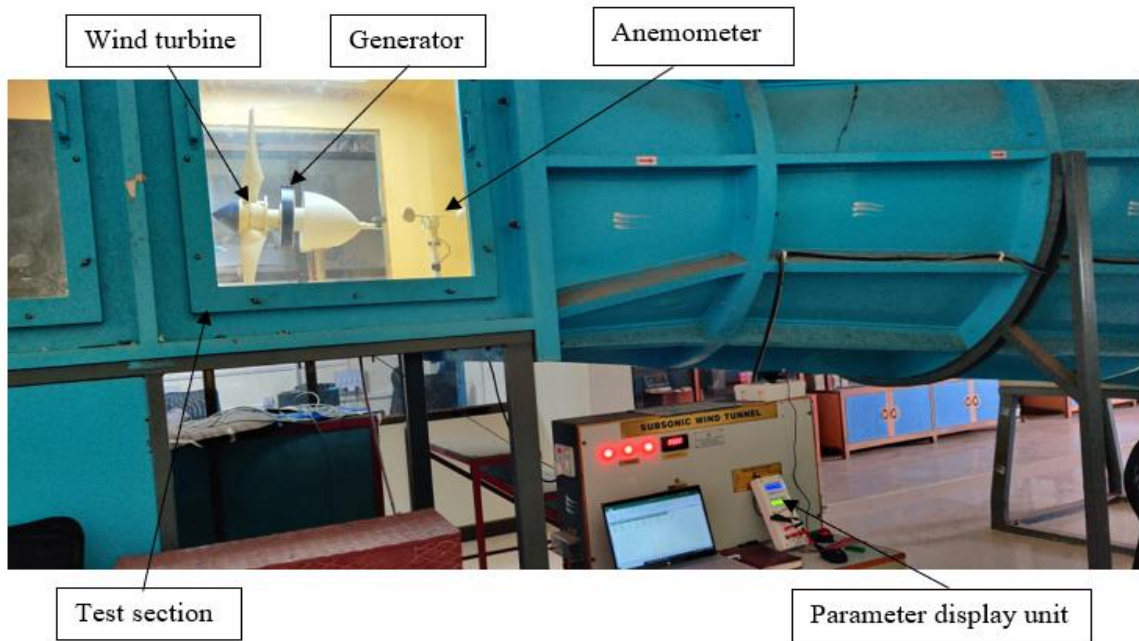 Wind turbine
Generator
Anemometer
SUBSONIC WIND TUNNEL
Test section
Parameter display unit